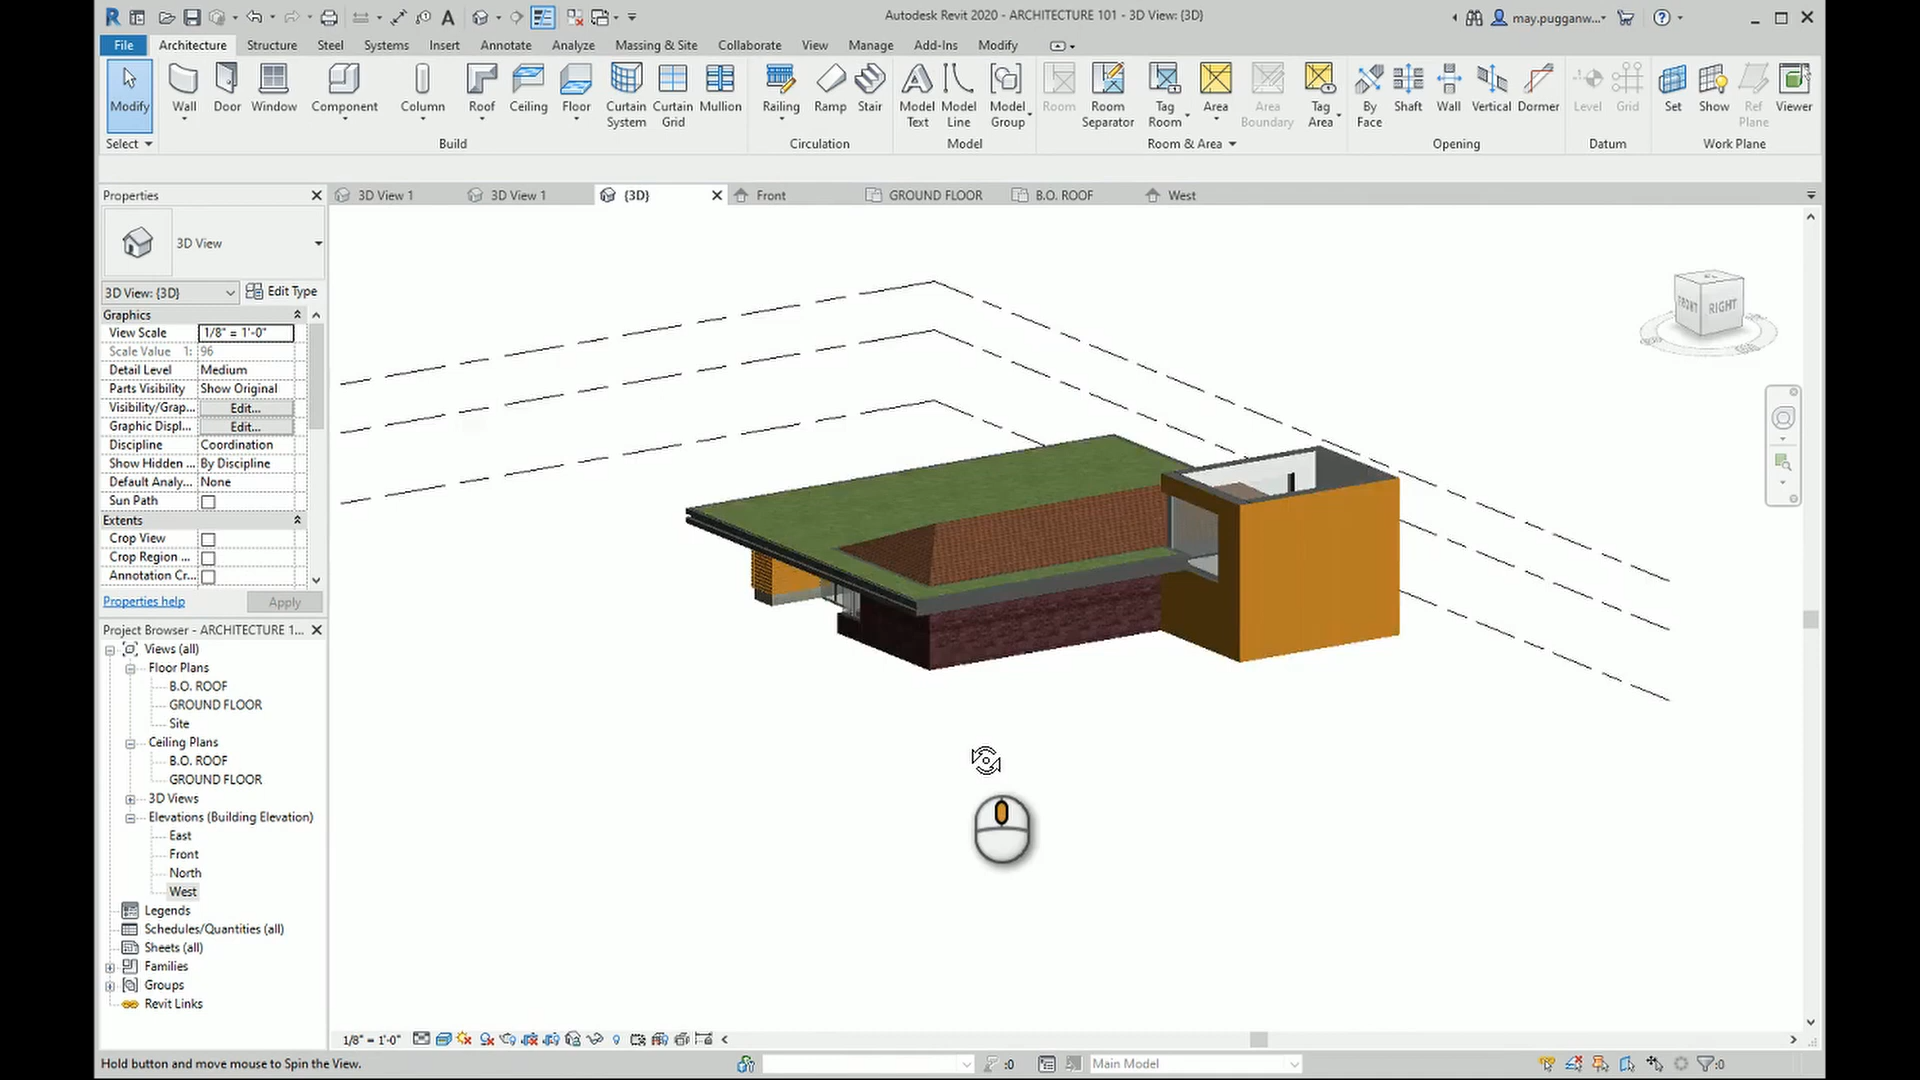 Autodesk Revit 2020 - ARCHITECTURE 101 - 3D View: {3D}
may.pugganw...
File Architecture Structure Steel Systems Insert Annotate Analyze Massing & Site Collaborate View Manage Add-Ins Modify
Modify Wall Door Window Component Column Roof Ceiling Floor Curtain System Curtain Grid Mullion Railing Ramp Stair Model Text Model Line Model Group Room Room Separator Tag Room Area Area Boundary Tag Area By Face Shaft Wall Vertical Dormer Level Grid Set Show Ref Plane Viewer
Select Build Circulation Model Room & Area Opening Datum Work Plane
Properties
3D View 1
3D View 1
{3D}
Front
GROUND FLOOR
B.O. ROOF
West
3D View
3D View: {3D}
Edit Type
Graphics
View Scale 1/8" = 1'-0"
Scale Value 1: 96
Detail Level Medium
Parts Visibility Show Original
Visibility/Grap... Edit...
Graphic Displ... Edit...
Discipline Coordination
Show Hidden ... By Discipline
Default Analy... None
Sun Path
Extents
Crop View
Crop Region ...
Annotation Cr...
Properties help
Apply
FRONT
RIGHT
Project Browser - ARCHITECTURE 1...
Views (all)
Floor Plans
B.O. ROOF
GROUND FLOOR
Site
Ceiling Plans
B.O. ROOF
GROUND FLOOR
3D Views
Elevations (Building Elevation)
East
Front
North
West
Legends
Schedules/Quantities (all)
Sheets (all)
Families
Groups
Revit Links
1/8" = 1'-0"
Hold button and move mouse to Spin the View.
:0
Main Model
:0